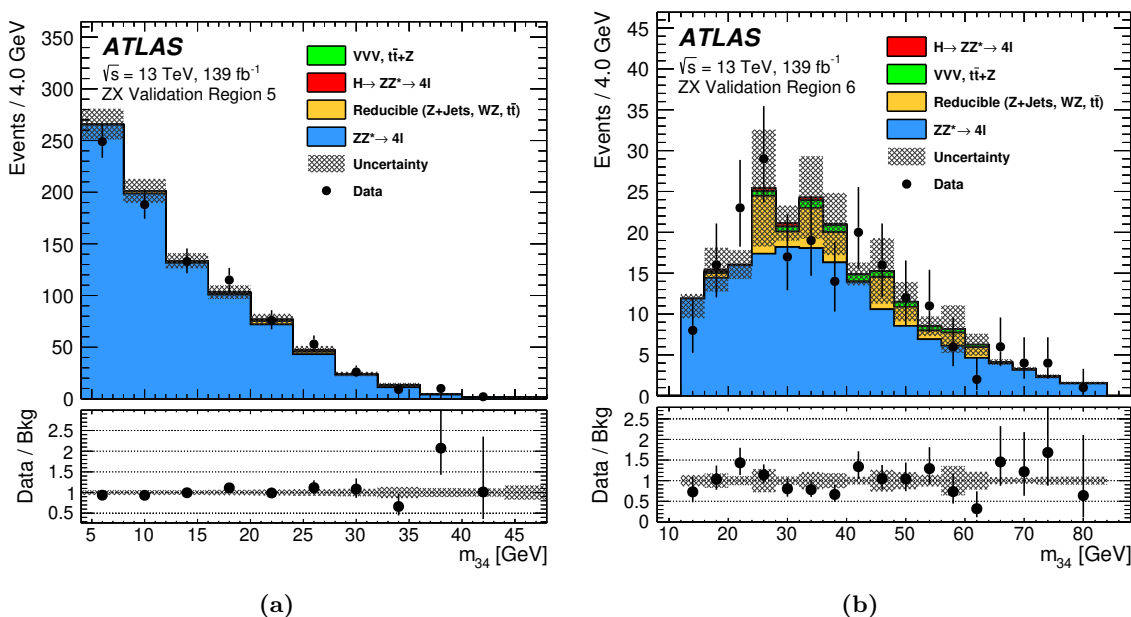 ATLAS
√s = 13 TeV, 139 fb⁻¹
ZX Validation Region 5
VVV, tt̄+Z
H→ ZZ*→ 4l
Reducible (Z+Jets, WZ, tt̄)
ZZ*→ 4l
Uncertainty
Data
Events / 4.0 GeV
350
300
250
200
150
100
50
0
Data / Bkg
2.5
2
1.5
1
0.5
5 10 15 20 25 30 35 40 45
m₃₄ [GeV]
(a)
ATLAS
√s = 13 TeV, 139 fb⁻¹
ZX Validation Region 6
H→ ZZ*→ 4l
VVV, tt̄+Z
Reducible (Z+Jets, WZ, tt̄)
ZZ*→ 4l
Uncertainty
Data
Events / 4.0 GeV
45
40
35
30
25
20
15
10
5
0
Data / Bkg
2.5
2
1.5
1
0.5
0
10 20 30 40 50 60 70 80
m₃₄ [GeV]
(b)